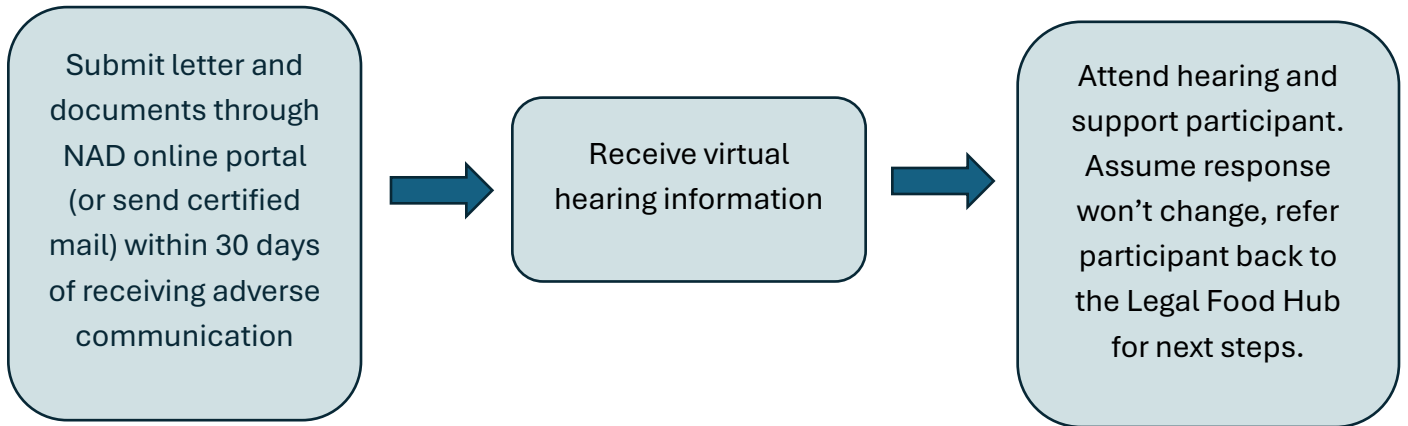 Submit letter and
documents through
NAD online portal
(or send certified
mail) within 30 days
of receiving adverse
communication
Receive virtual
hearing information
Attend hearing and
support participant.
Assume response
won’t change, refer
participant back to
the Legal Food Hub
for next steps.